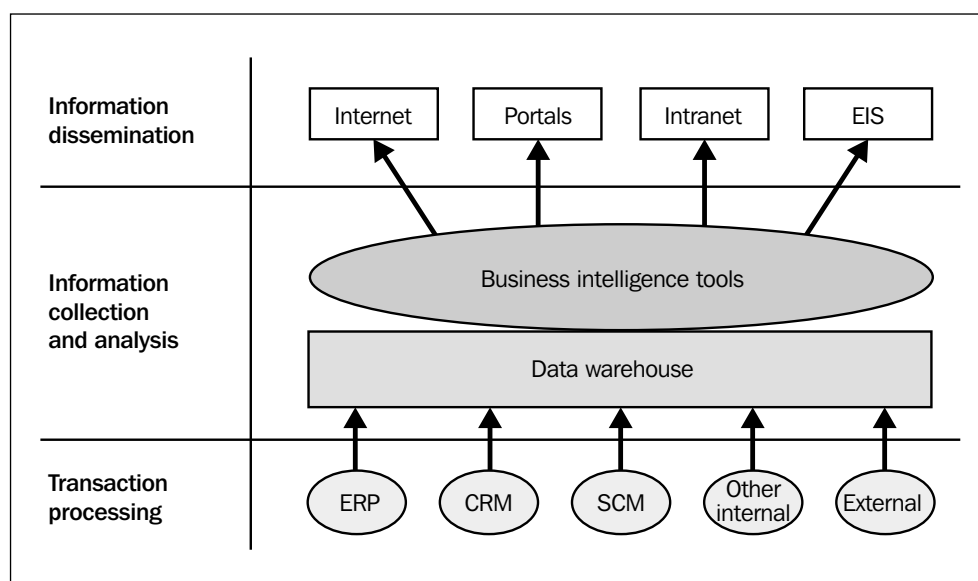 Information
dissemination
Internet
Portals
Intranet
EIS
Information
collection
and analysis
Business intelligence tools
Data warehouse
Transaction
processing
ERP
CRM
SCM
Other
internal
External